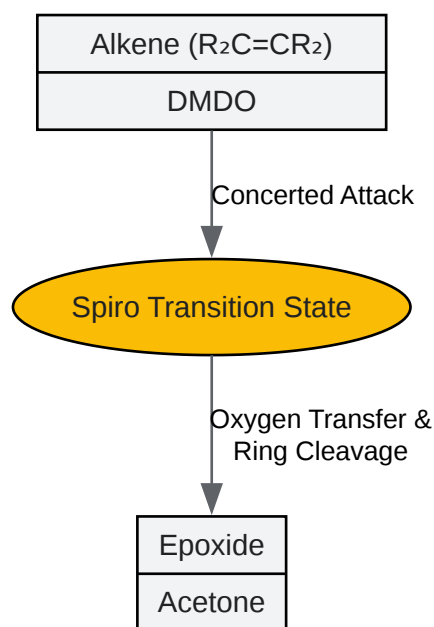 Alkene (R₂C=CR₂)
DMDO
Concerted Attack
Spiro Transition State
Oxygen Transfer &
Ring Cleavage
Epoxide
Acetone